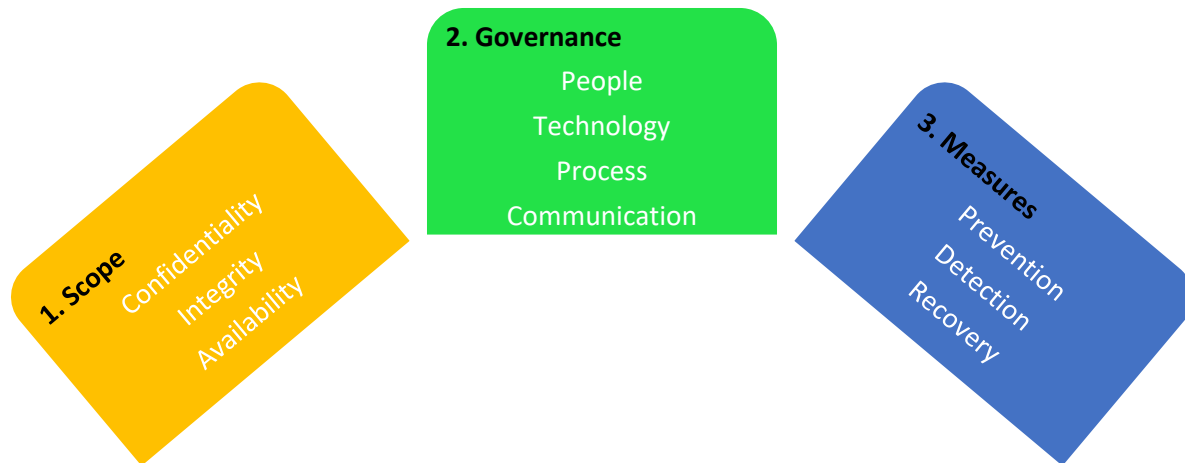 1. Scope
Confidentiality
Integrity
Availability
2. Governance
People
Technology
Process
Communication
3. Measures
Prevention
Detection
Recovery